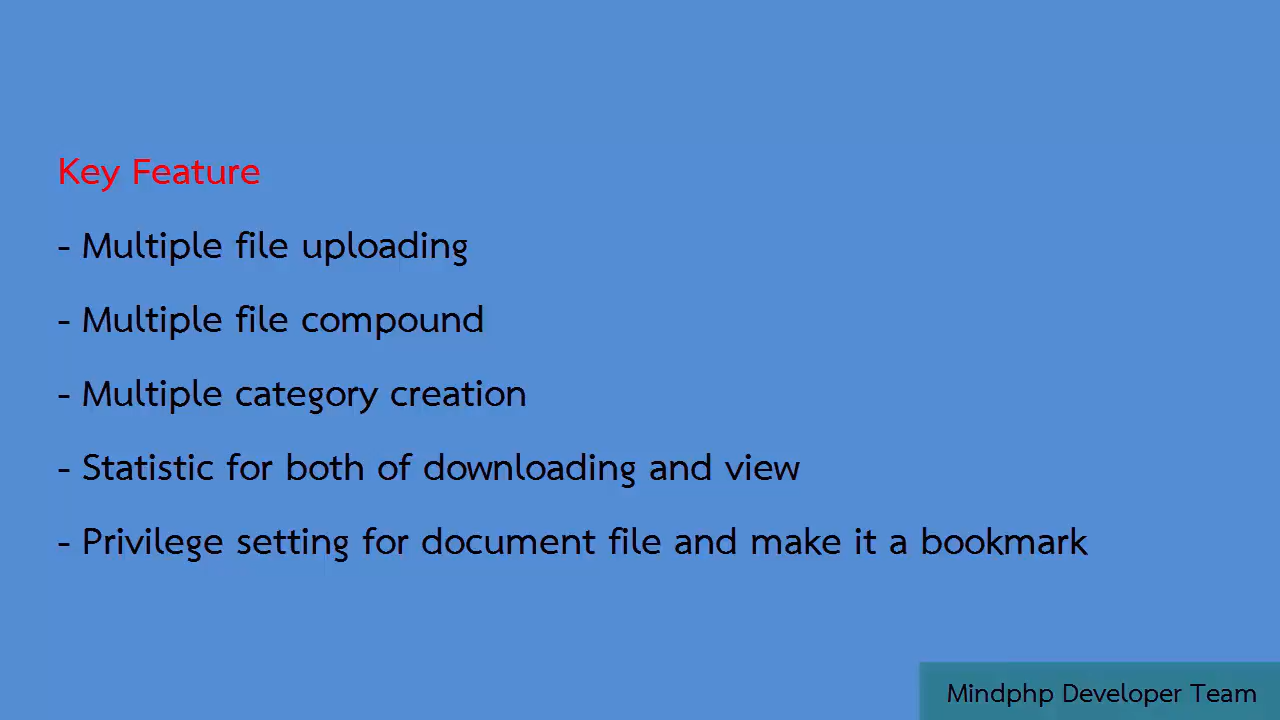 Key Feature
- Multiple file uploading
- Multiple file compound
- Multiple category creation
- Statistic for both of downloading and view
- Privilege setting for document file and make it a bookmark
Mindphp Developer Team